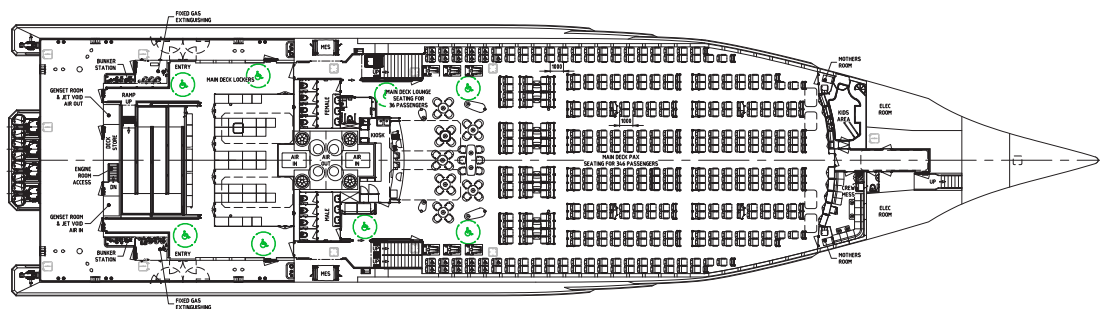 FIXED GAS
EXTINGUISHING
BUNKER
STATION
ENTRY
MES
MAIN DECK LOCKERS
GENSET ROOM
& JET VOID
AIR OUT
RAMP
UP
DECK
STORE
ENGINE
ROOM
ACCESS
DN
GENSET ROOM
& JET VOID
AIR IN
BUNKER
STATION
ENTRY
FIXED GAS
EXTINGUISHING
FEMALE
MALE
AIR
IN
AIR
OUT
AIR
IN
KIOSK
MES
MAIN DECK LOUNGE
SEATING FOR
36 PASSENGERS
1000
1000
MAIN DECK PAX
SEATING FOR 346 PASSENGERS
MOTHERS
ROOM
KIDS
AREA
ELEC
ROOM
UP
CREW
MESS
ELEC
ROOM
MOTHERS
ROOM